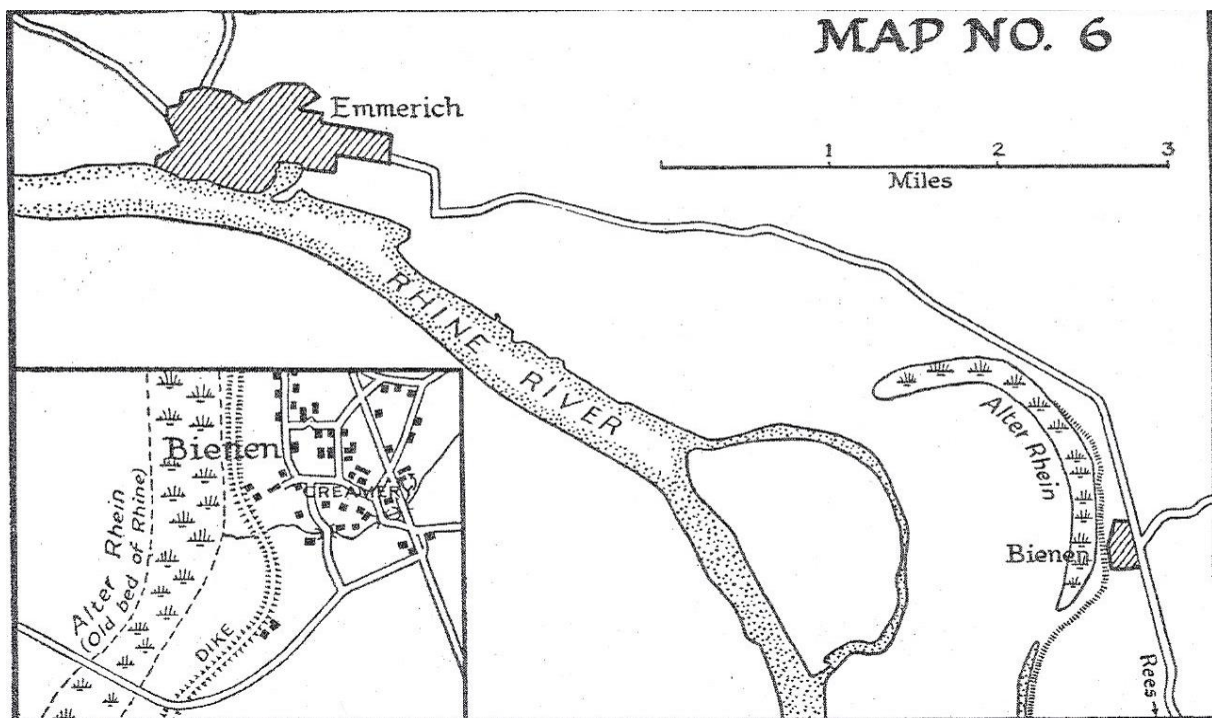 MAP NO. 6
Emmerich
1 2 3
Miles
RHINE RIVER
Alter Rhein
Bienen
Rees
Bienen
CREAMERY
Alter Rhein
(Old bed of Rhine)
DIKE